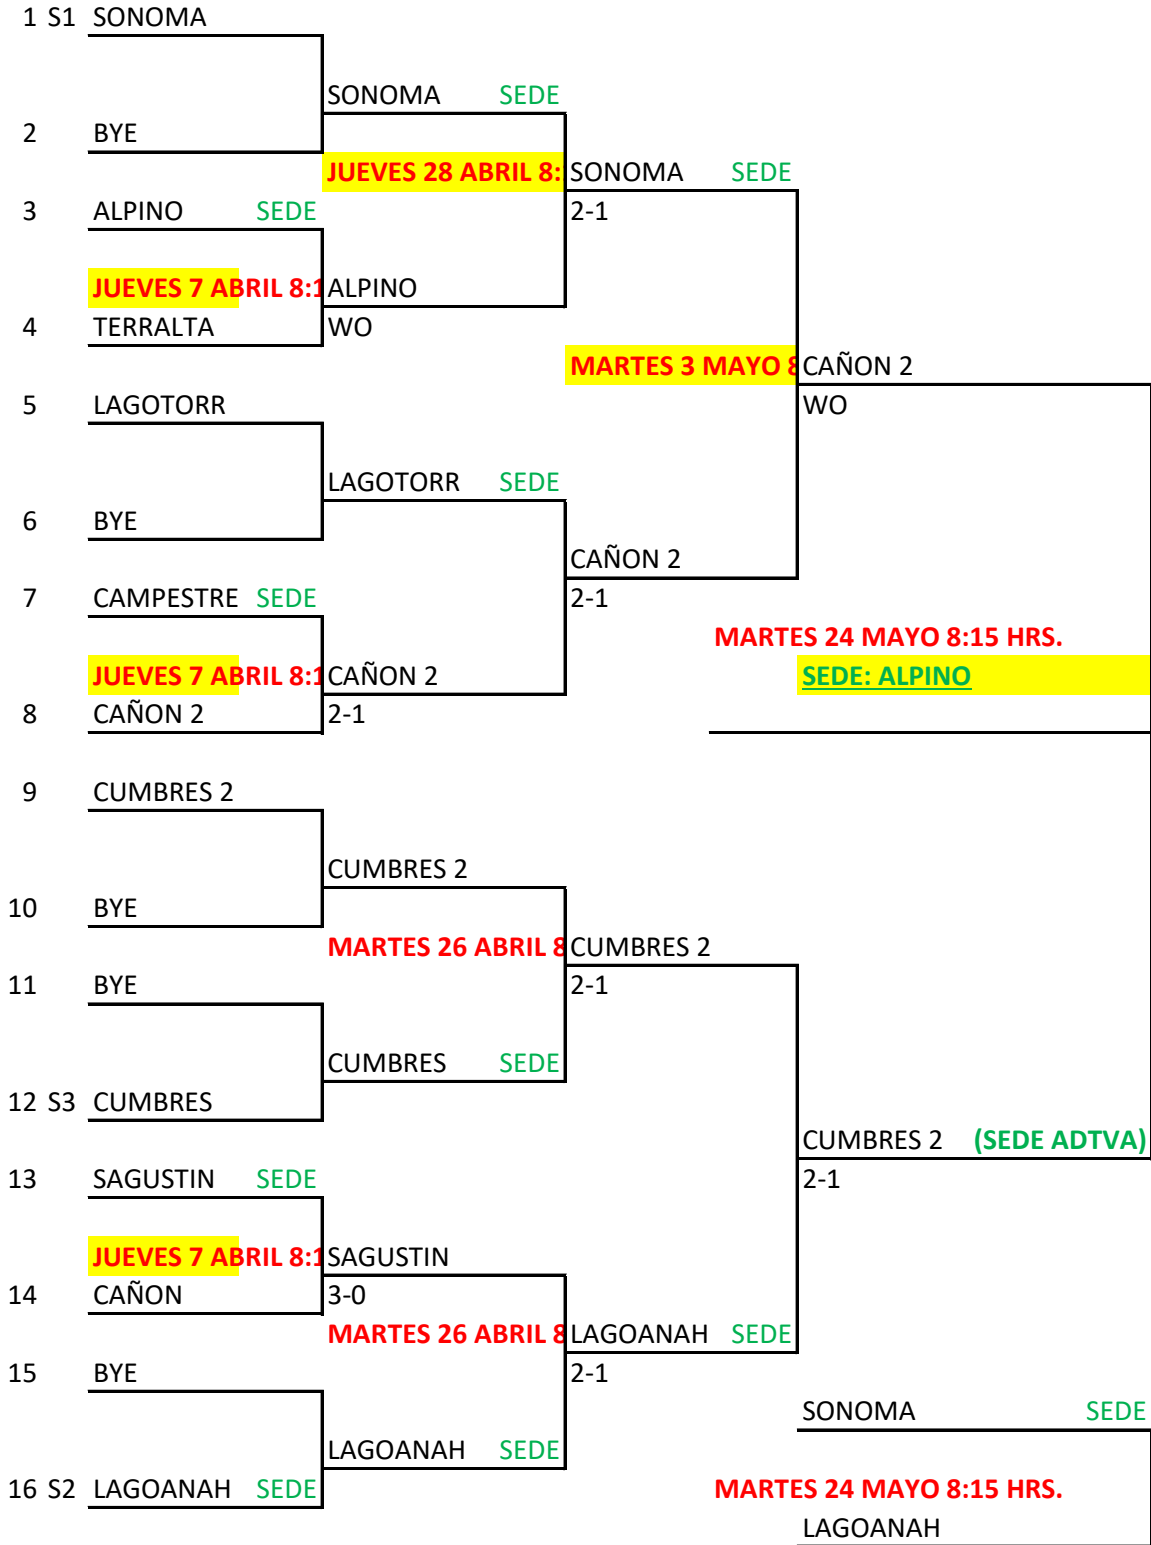 1 S1 SONOMA
SONOMA SEDE
2 BYE
JUEVES 28 ABRIL 8: SONOMA SEDE
3 ALPINO SEDE 2-1
JUEVES 7 ABRIL 8:1 ALPINO
4 TERRALTA WO
MARTES 3 MAYO 8 CAÑON 2
5 LAGOTORR WO
LAGOTORR SEDE
6 BYE
CAÑON 2
7 CAMPESTRE SEDE 2-1
MARTES 24 MAYO 8:15 HRS.
JUEVES 7 ABRIL 8:1 CAÑON 2 SEDE: ALPINO
8 CAÑON 2 2-1
9 CUMBRES 2
CUMBRES 2
10 BYE
MARTES 26 ABRIL 8 CUMBRES 2
11 BYE 2-1
CUMBRES SEDE
12 S3 CUMBRES
CUMBRES 2 (SEDE ADTVA)
13 SAGUSTIN SEDE 2-1
JUEVES 7 ABRIL 8:1 SAGUSTIN
14 CAÑON 3-0
MARTES 26 ABRIL 8 LAGOANAH SEDE
15 BYE 2-1
SONOMA SEDE
LAGOANAH SEDE
16 S2 LAGOANAH SEDE MARTES 24 MAYO 8:15 HRS.
LAGOANAH